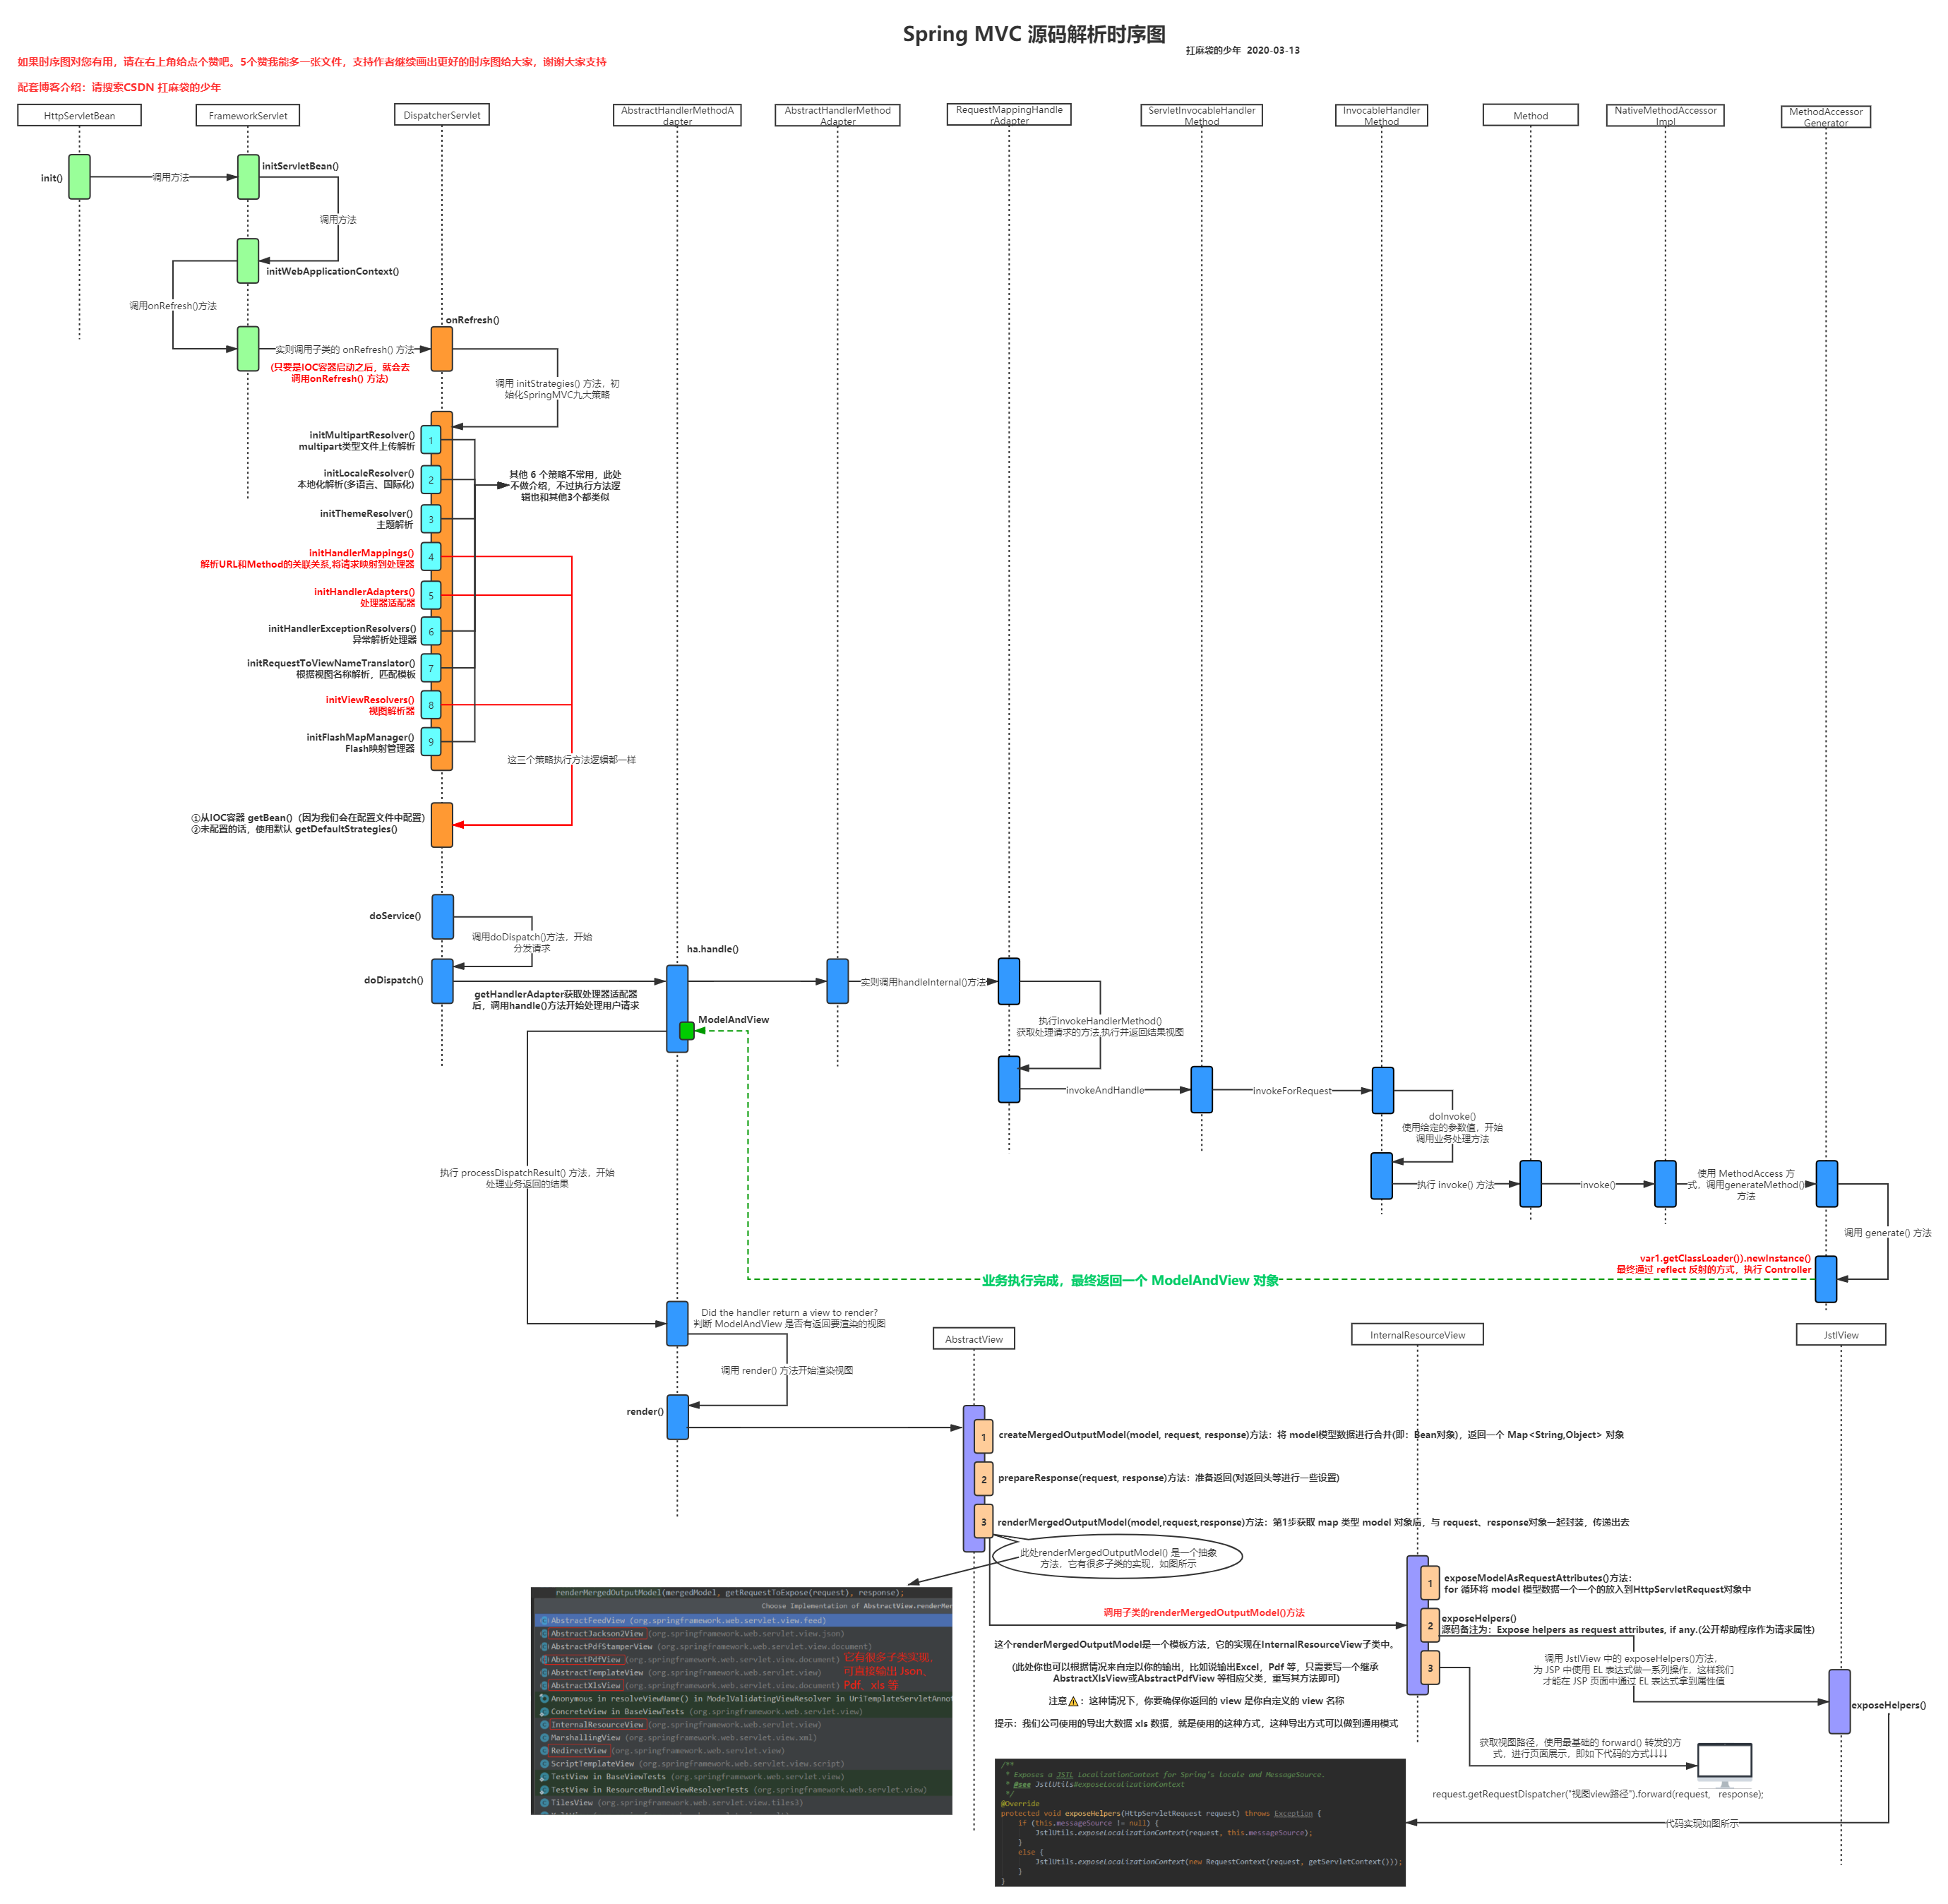 Spring MVC 源码解析时序图
扛麻袋的少年  2020-03-13
如果时序图对您有用，请在右上角给点个赞吧。5个赞我能多一张文件，支持作者继续画出更好的时序图给大家，谢谢大家支持
配套博客介绍：请搜索CSDN 扛麻袋的少年
HttpServletBean
FrameworkServlet
DispatcherServlet
AbstractHandlerMethodA
dapter
AbstractHandlerMethod
Adapter
RequestMappingHandle
rAdapter
ServletInvocableHandler
Method
InvocableHandler
Method
Method
NativeMethodAccessor
Impl
MethodAccessor
Generator
init()
调用方法
initServletBean()
调用方法
initWebApplicationContext()
调用onRefresh()方法
onRefresh()
实则调用子类的 onRefresh() 方法
(只要是IOC容器启动之后，就会去
调用onRefresh() 方法)
调用 initStrategies() 方法，初
始化SpringMVC九大策略
initMultipartResolver()
multipart类型文件上传解析
1
initLocaleResolver()
本地化解析(多语言、国际化)
2
其他 6 个策略不常用，此处
不做介绍，不过执行方法逻
辑也和其他3个都类似
initThemeResolver()
主题解析
3
initHandlerMappings()
解析URL和Method的关联关系,将请求映射到处理器
4
initHandlerAdapters()
处理器适配器
5
initHandlerExceptionResolvers()
异常解析处理器
6
initRequestToViewNameTranslator()
根据视图名称解析，匹配模板
7
initViewResolvers()
视图解析器
8
initFlashMapManager()
Flash映射管理器
9
这三个策略执行方法逻辑都一样
①从IOC容器 getBean()（因为我们会在配置文件中配置)
②未配置的话，使用默认 getDefaultStrategies()
doService()
调用doDispatch()方法，开始
分发请求
doDispatch()
ha.handle()
getHandlerAdapter获取处理器适配器
后，调用handle()方法开始处理用户请求
实则调用handleInternal()方法
ModelAndView
执行invokeHandlerMethod()
获取处理请求的方法,执行并返回结果视图
invokeAndHandle
invokeForRequest
doInvoke()
使用给定的参数值，开始
调用业务处理方法
执行 processDispatchResult() 方法，开始
处理业务返回的结果
执行 invoke() 方法
invoke()
使用 MethodAccess 方
式，调用generateMethod()
方法
调用 generate() 方法
var1.getClassLoader()).newInstance()
最终通过 reflect 反射的方式，执行 Controller
业务执行完成，最终返回一个 ModelAndView 对象
Did the handler return a view to render?
判断 ModelAndView 是否有返回要渲染的视图
AbstractView
InternalResourceView
JstlView
调用 render() 方法开始渲染视图
render()
1
createMergedOutputModel(model, request, response)方法：将 model模型数据进行合并(即：Bean对象)，返回一个 Map<String,Object> 对象
2
prepareResponse(request, response)方法：准备返回(对返回头等进行一些设置)
3
renderMergedOutputModel(model,request,response)方法：第1步获取 map 类型 model 对象后，与 request、response对象一起封装，传递出去
此处renderMergedOutputModel() 是一个抽象
方法，它有很多子类的实现，如图所示
renderMergedOutputModel(mergedModel, getRequestToExpose(request), response);
Choose Implementation of AbstractView.renderMer
AbstractFeedView (org.springframework.web.servlet.view.feed)
AbstractJackson2View (org.springframework.web.servlet.view.json)
AbstractPdfStamperView (org.springframework.web.servlet.view.document)
AbstractPdfView (org.springframework.web.servlet.view.document)
AbstractTemplateView (org.springframework.web.servlet.view)
AbstractXlsView (org.springframework.web.servlet.view.document)
它有很多子类实现，
可直接输出 Json、
Pdf、xls 等
Anonymous in resolveViewName() in ModelValidatingViewResolver in UriTemplateServletAnnot
ConcreteView in BaseViewTests (org.springframework.web.servlet.view)
InternalResourceView (org.springframework.web.servlet.view)
MarshallingView (org.springframework.web.servlet.view.xml)
RedirectView (org.springframework.web.servlet.view)
ScriptTemplateView (org.springframework.web.servlet.view.script)
TestView in BaseViewTests (org.springframework.web.servlet.view)
TestView in ResourceBundleViewResolverTests (org.springframework.web.servlet.view)
TilesView (org.springframework.web.servlet.view.tiles3)
调用子类的renderMergedOutputModel()方法
这个renderMergedOutputModel是一个模板方法，它的实现在InternalResourceView子类中。
(此处你也可以根据情况来自定以你的输出，比如说输出Excel，Pdf 等，只需要写一个继承
AbstractXlsView或AbstractPdfView 等相应父类，重写其方法即可)
注意⚠：这种情况下，你要确保你返回的 view 是你自定义的 view 名称
提示：我们公司使用的导出大数据 xls 数据，就是使用的这种方式，这种导出方式可以做到通用模式
1
exposeModelAsRequestAttributes()方法：
for 循环将 model 模型数据一个一个的放入到HttpServletRequest对象中
2
exposeHelpers()
源码备注为：Expose helpers as request attributes, if any.(公开帮助程序作为请求属性)
3
调用 JstlView 中的 exposeHelpers()方法，
为 JSP 中使用 EL 表达式做一系列操作，这样我们
才能在 JSP 页面中通过 EL 表达式拿到属性值
exposeHelpers()
获取视图路径，使用最基础的 forward() 转发的方
式，进行页面展示，即如下代码的方式↓↓↓↓
request.getRequestDispatcher("视图view路径").forward(request， response);
代码实现如图所示
/**
* Exposes a JSTL LocalizationContext for Spring's locale and MessageSource.
* @see JstlUtils#exposeLocalizationContext
*/
@Override
protected void exposeHelpers(HttpServletRequest request) throws Exception {
if (this.messageSource != null) {
JstlUtils.exposeLocalizationContext(request, this.messageSource);
}
else {
JstlUtils.exposeLocalizationContext(new RequestContext(request, getServletContext()));
}
}